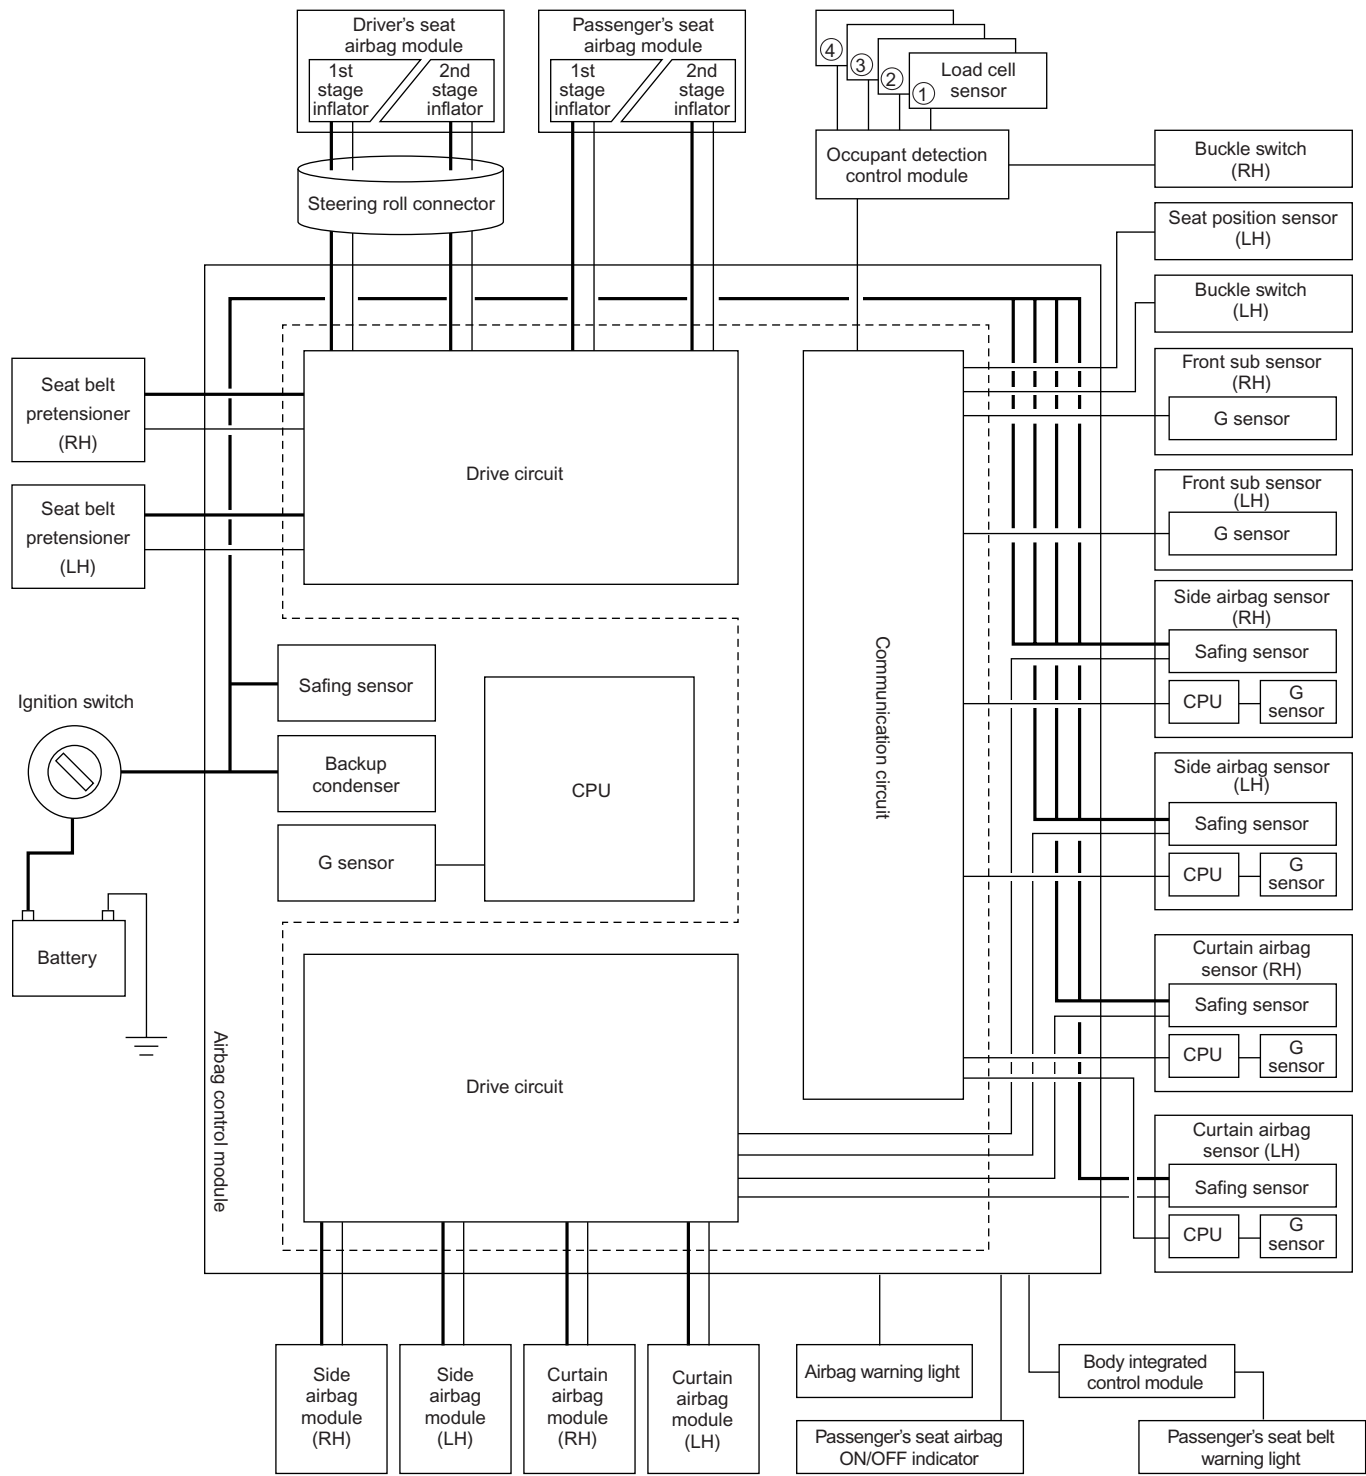 Driver's seat
airbag module
1st
stage
inflator
2nd
stage
inflator
Passenger's seat
airbag module
1st
stage
inflator
2nd
stage
inflator
④
③
②
①
Load cell
sensor
Steering roll connector
Occupant detection
control module
Buckle switch
(RH)
Seat position sensor
(LH)
Buckle switch
(LH)
Front sub sensor
(RH)
G sensor
Front sub sensor
(LH)
G sensor
Side airbag sensor
(RH)
Safing sensor
CPU
G
sensor
Side airbag sensor
(LH)
Safing sensor
CPU
G
sensor
Curtain airbag
sensor (RH)
Safing sensor
CPU
G
sensor
Curtain airbag
sensor (LH)
Safing sensor
CPU
G
sensor
Seat belt
pretensioner
(RH)
Seat belt
pretensioner
(LH)
Drive circuit
Communication circuit
Safing sensor
Ignition switch
Backup
condenser
CPU
G sensor
Battery
Airbag control module
Drive circuit
Side
airbag
module
(RH)
Side
airbag
module
(LH)
Curtain
airbag
module
(RH)
Curtain
airbag
module
(LH)
Airbag warning light
Body integrated
control module
Passenger's seat airbag
ON/OFF indicator
Passenger's seat belt
warning light